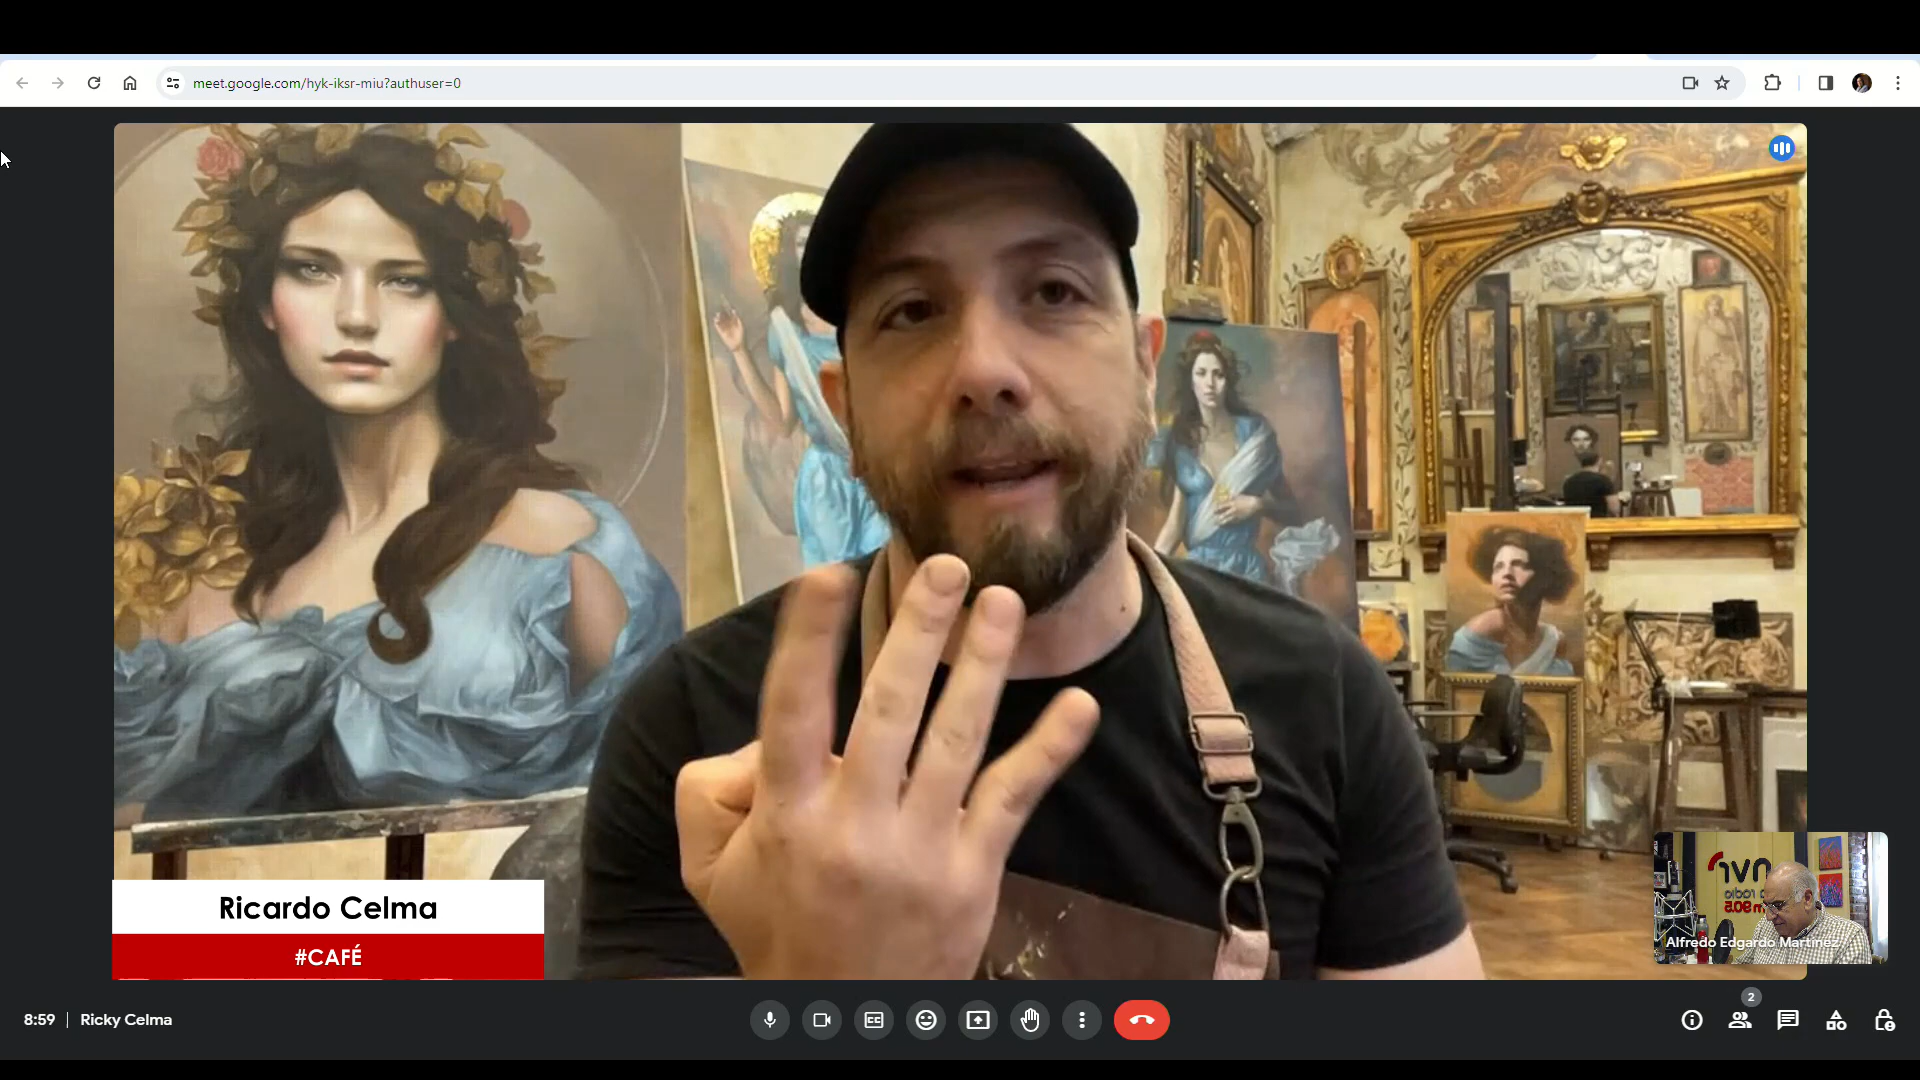 meet.google.com/hyk-iksr-miu?authuser=0
Ricardo Celma
#CAFÉ
Alfredo Edgardo Martínez
8:59 | Ricky Celma
2